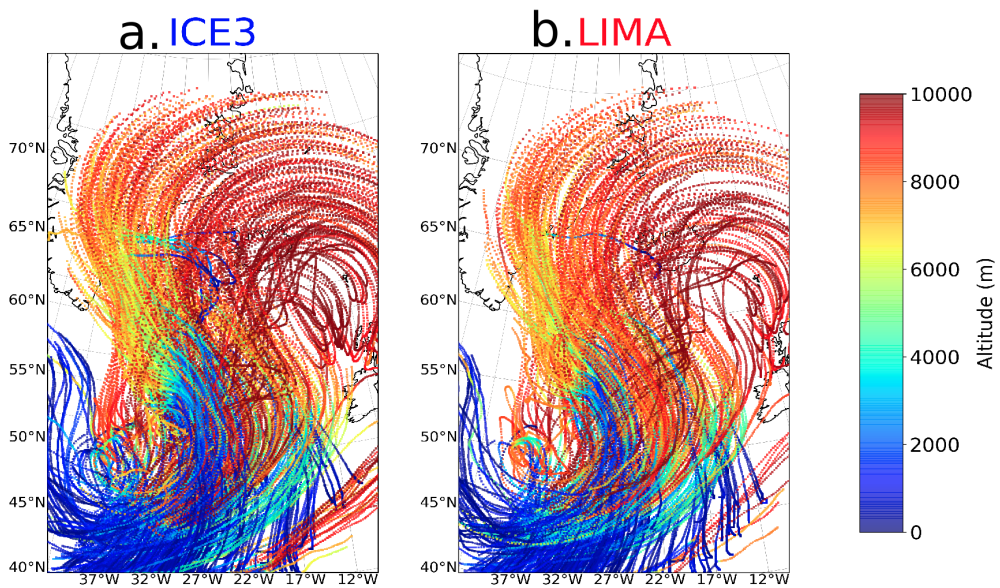 a. ICE3
b. LIMA
70°N
65°N
60°N
55°N
50°N
45°N
40°N
37°W 32°W 27°W 22°W 17°W 12°W
70°N
65°N
60°N
55°N
50°N
45°N
40°N
37°W 32°W 27°W 22°W 17°W 12°W
10000
8000
6000
4000
2000
0
Altitude (m)